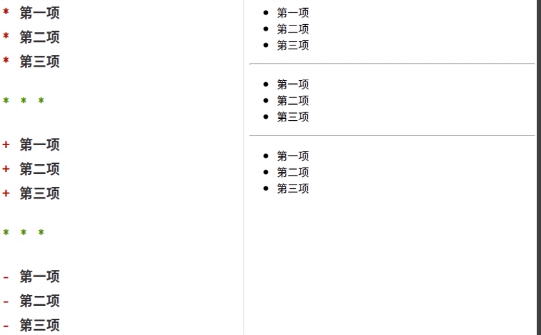 * 第一项
* 第二项
* 第三项
* * *
+ 第一项
+ 第二项
+ 第三项
* * *
- 第一项
- 第二项
- 第三项
• 第一项
• 第二项
• 第三项
• 第一项
• 第二项
• 第三项
• 第一项
• 第二项
• 第三项